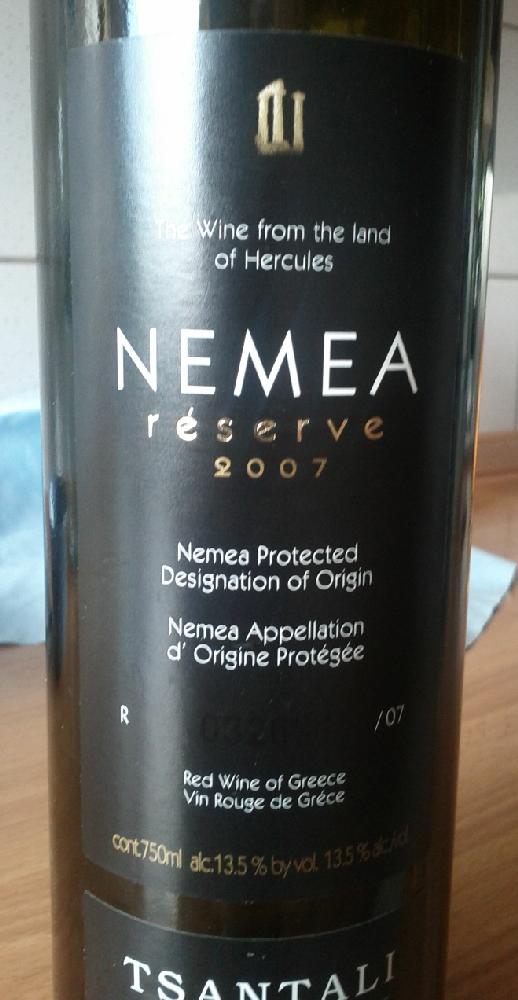 The Wine from the land
of Hercules
NEMEA
réserve
2007
Nemea Protected
Designation of Origin
Nemea Appellation
d' Origine Protégée
R /07
Red Wine of Greece
Vin Rouge de Gréce
cont.750ml alc.13.5 % by vol. 13.5 % alc./vol.
TSANTALI